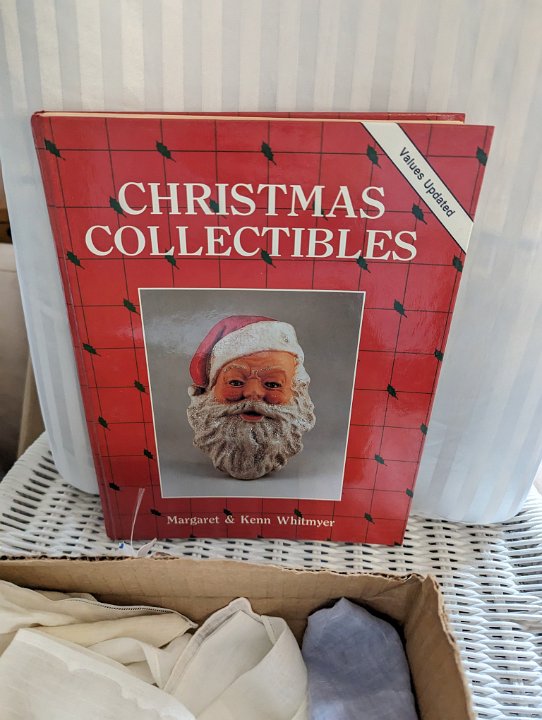 Values Updated
CHRISTMAS
COLLECTIBLES
Margaret & Kenn Whitmyer